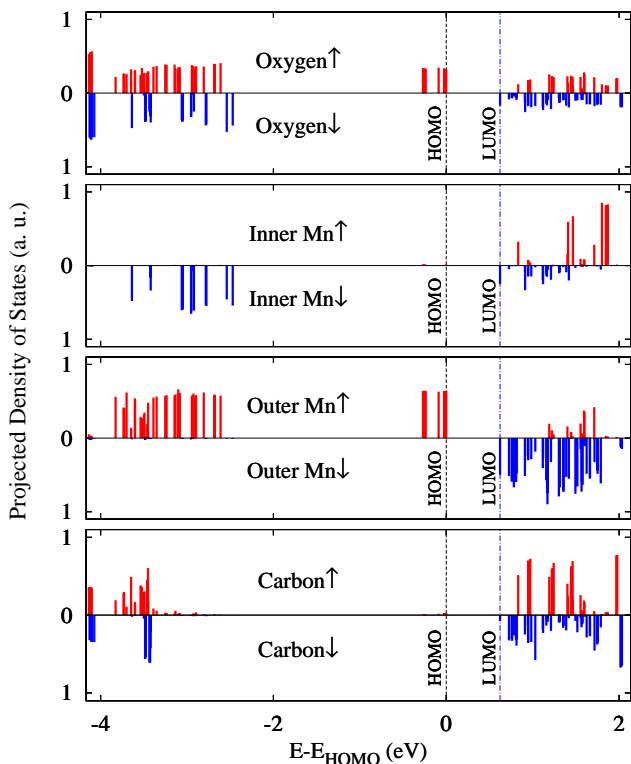 Projected Density of States (a. u.)
1
0
1
Oxygen↑
Oxygen↓
HOMO
LUMO
1
0
1
Inner Mn↑
Inner Mn↓
HOMO
LUMO
1
0
1
Outer Mn↑
Outer Mn↓
HOMO
LUMO
1
0
1
Carbon↑
Carbon↓
HOMO
LUMO
-4 -2 0 2
E-EHOMO (eV)